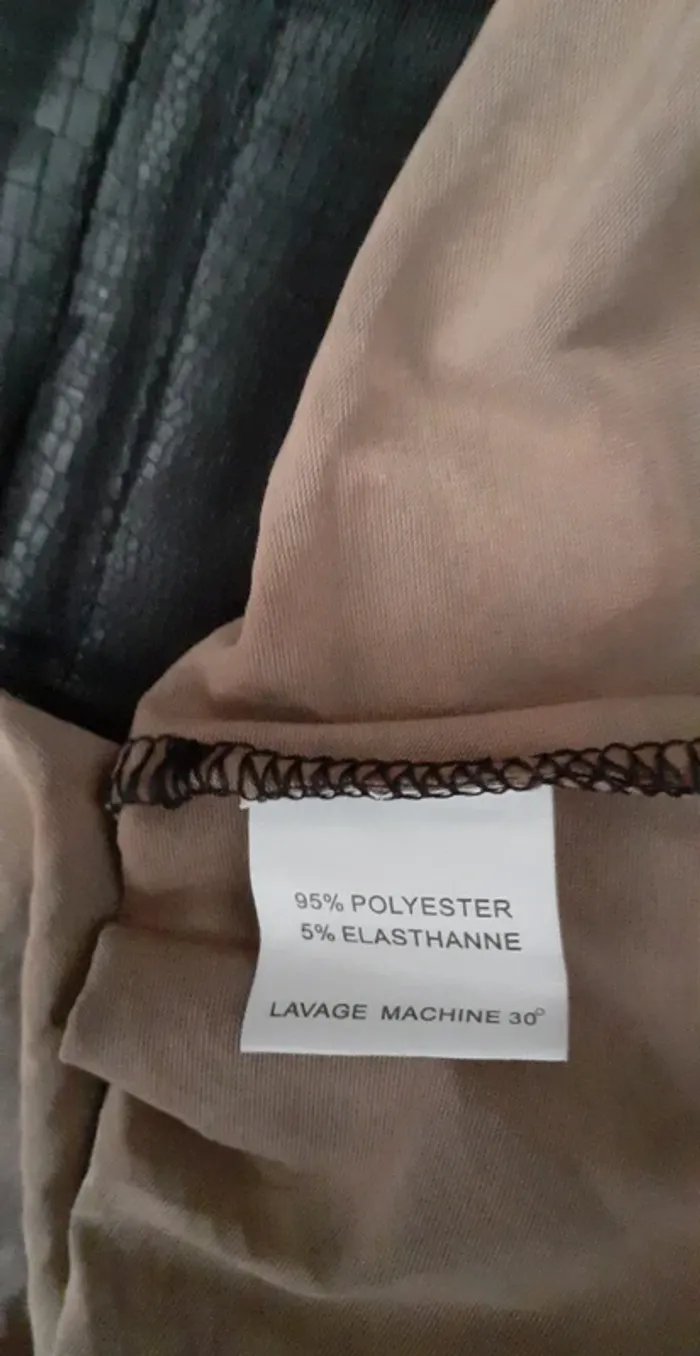 95% POLYESTER
5% ELASTHANNE
LAVAGE MACHINE 30°